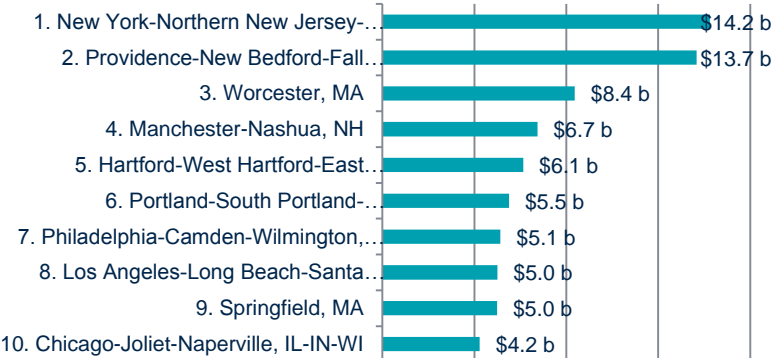 1. New York-Northern New Jersey-… $14.2 b
2. Providence-New Bedford-Fall… $13.7 b
3. Worcester, MA $8.4 b
4. Manchester-Nashua, NH $6.7 b
5. Hartford-West Hartford-East… $6.1 b
6. Portland-South Portland-… $5.5 b
7. Philadelphia-Camden-Wilmington,… $5.1 b
8. Los Angeles-Long Beach-Santa… $5.0 b
9. Springfield, MA $5.0 b
10. Chicago-Joliet-Naperville, IL-IN-WI $4.2 b